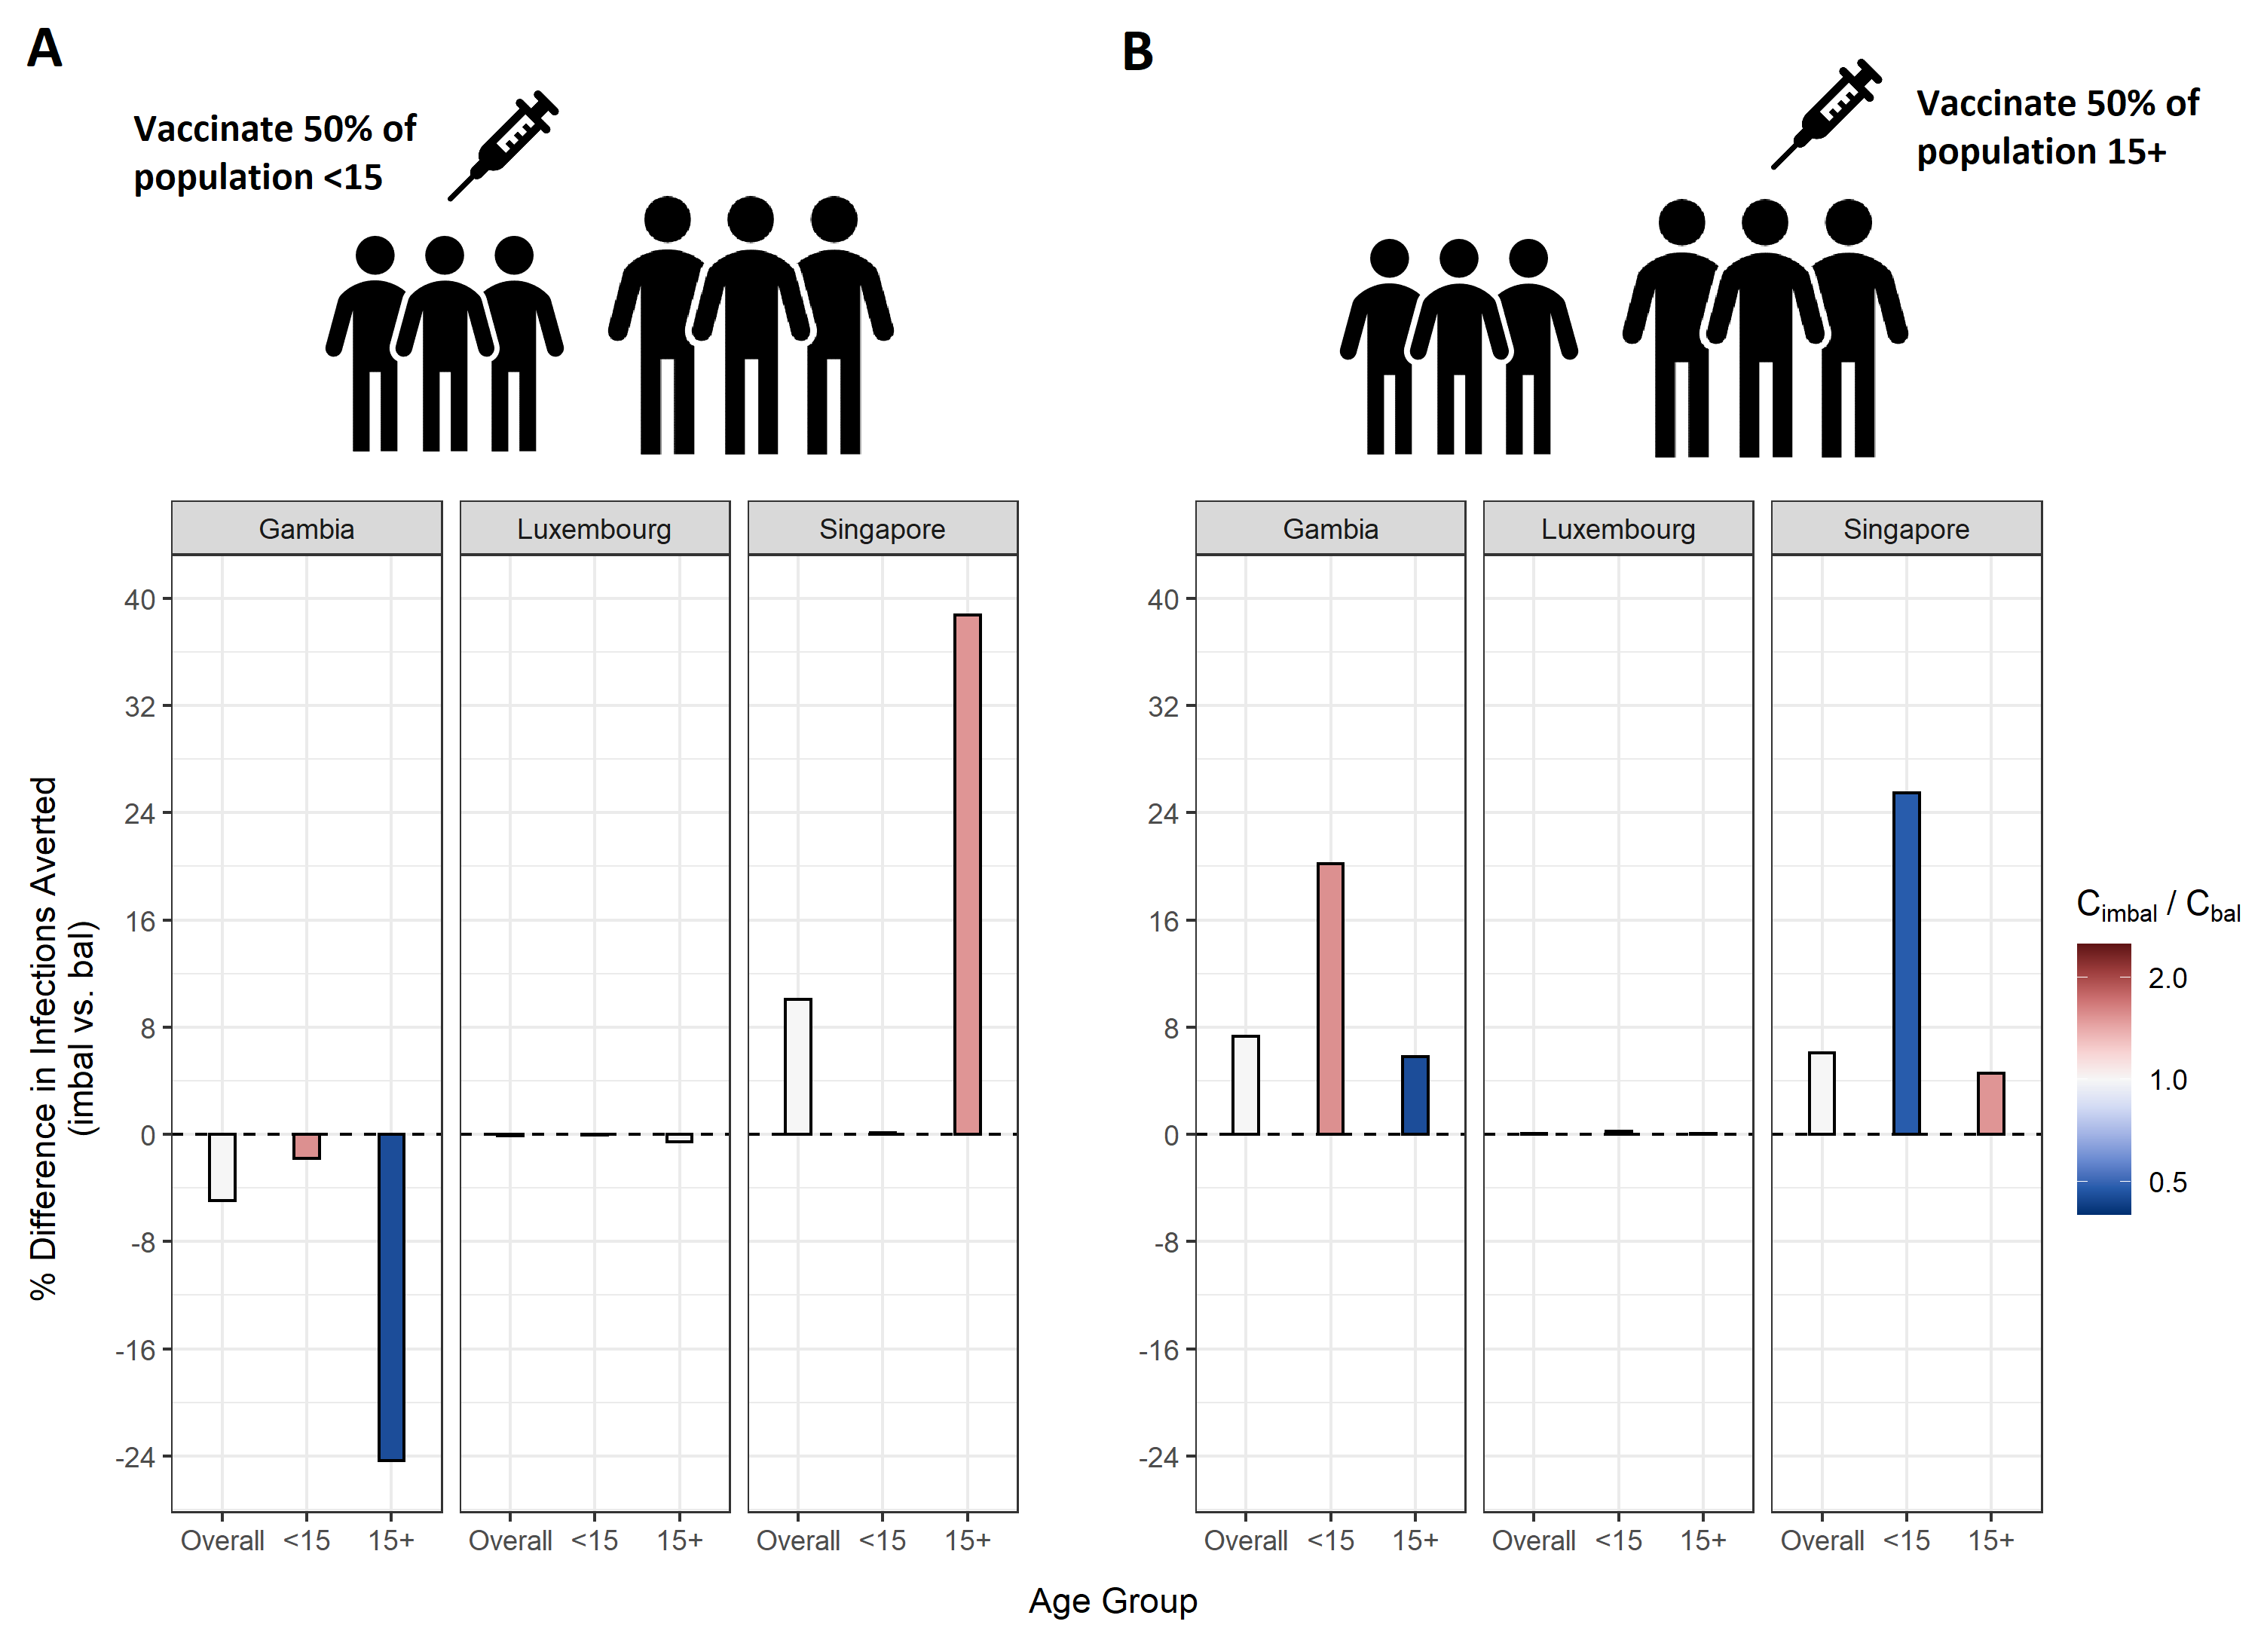 A
B
Vaccinate 50% of
population <15
Vaccinate 50% of
population 15+
Gambia
Luxembourg
Singapore
Gambia
Luxembourg
Singapore
% Difference in Infections Averted
(imbal vs. bal)
40
32
24
16
8
0
-8
-16
-24
40
32
24
16
8
0
-8
-16
-24
Overall <15 15+
Overall <15 15+
Overall <15 15+
Overall <15 15+
Overall <15 15+
Overall <15 15+
Age Group
Cimbal / Cbal
2.0
1.0
0.5